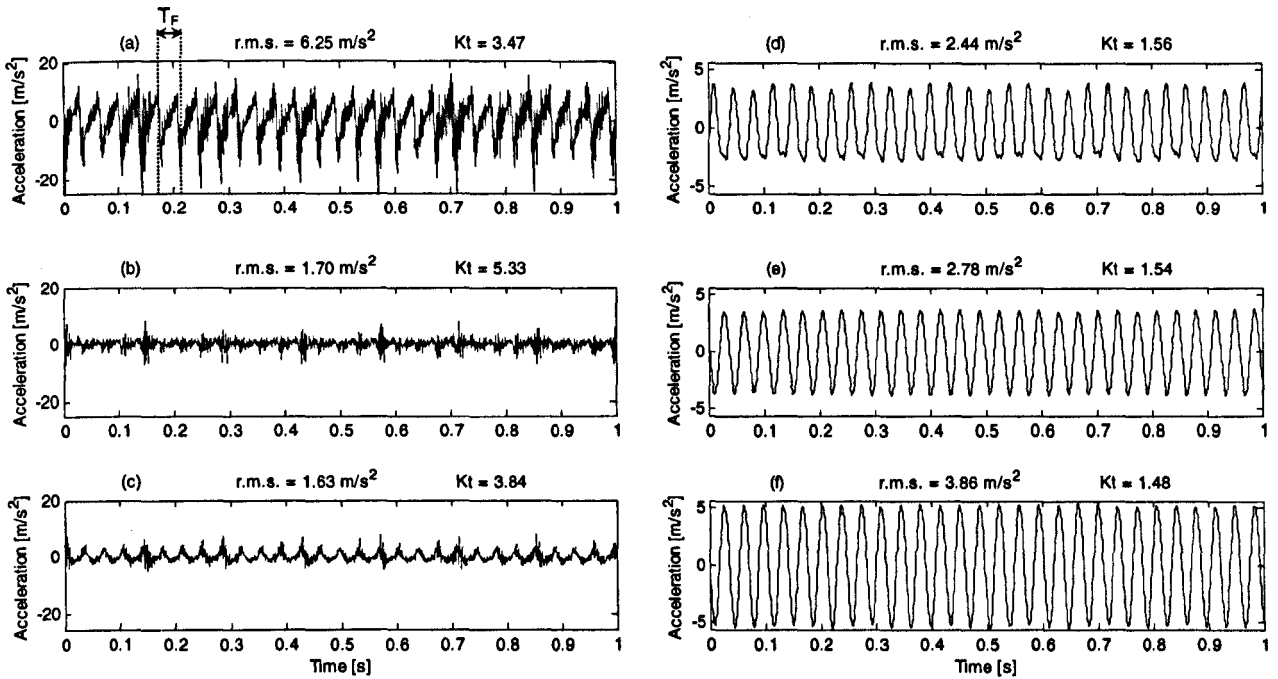 T_F
(a) r.m.s. = 6.25 m/s² Kt = 3.47
Acceleration [m/s²]
20
0
-20
0 0.1 0.2 0.3 0.4 0.5 0.6 0.7 0.8 0.9 1
(b) r.m.s. = 1.70 m/s² Kt = 5.33
Acceleration [m/s²]
20
0
-20
0 0.1 0.2 0.3 0.4 0.5 0.6 0.7 0.8 0.9 1
(c) r.m.s. = 1.63 m/s² Kt = 3.84
Acceleration [m/s²]
20
0
-20
0 0.1 0.2 0.3 0.4 0.5 0.6 0.7 0.8 0.9 1
Time [s]
(d) r.m.s. = 2.44 m/s² Kt = 1.56
Acceleration [m/s²]
5
0
-5
0 0.1 0.2 0.3 0.4 0.5 0.6 0.7 0.8 0.9 1
(e) r.m.s. = 2.78 m/s² Kt = 1.54
Acceleration [m/s²]
5
0
-5
0 0.1 0.2 0.3 0.4 0.5 0.6 0.7 0.8 0.9 1
(f) r.m.s. = 3.86 m/s² Kt = 1.48
Acceleration [m/s²]
5
0
-5
0 0.1 0.2 0.3 0.4 0.5 0.6 0.7 0.8 0.9 1
Time [s]